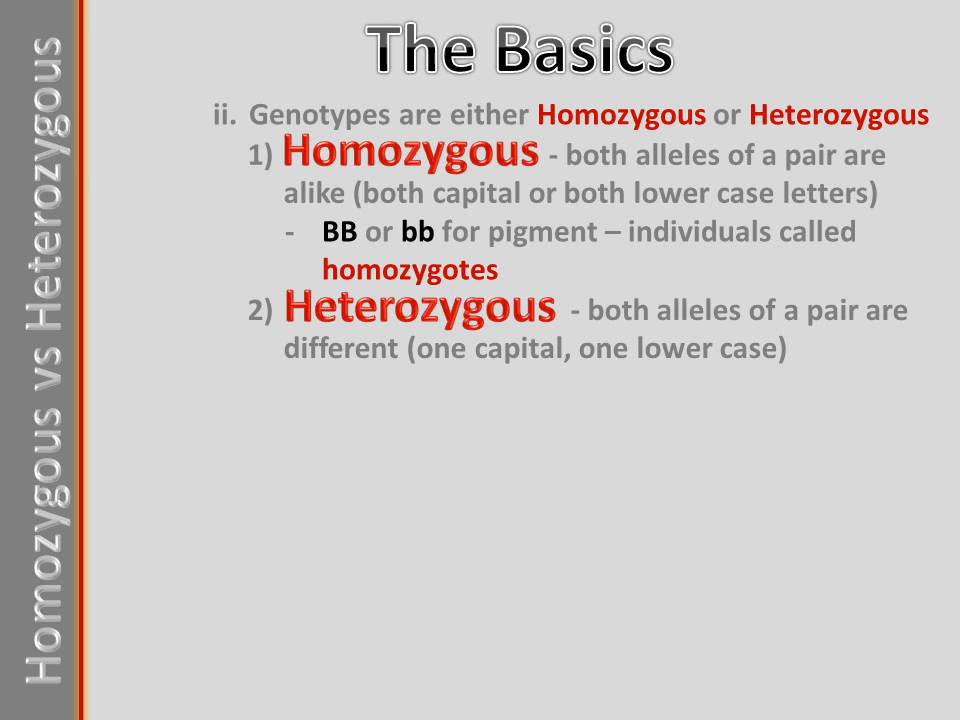 The Basics
Homozygous vs Heterozygous
ii. Genotypes are either Homozygous or Heterozygous
1) Homozygous - both alleles of a pair are
alike (both capital or both lower case letters)
- BB or bb for pigment – individuals called
homozygotes
2) Heterozygous - both alleles of a pair are
different (one capital, one lower case)